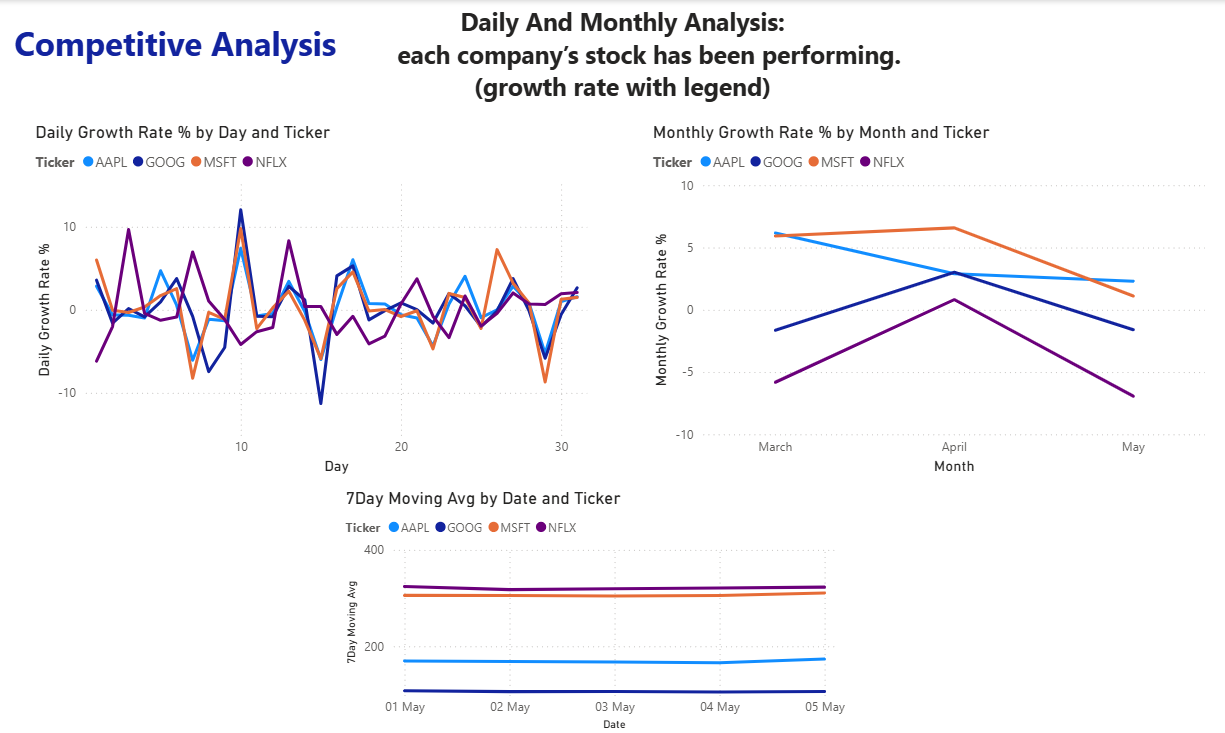 Competitive Analysis
Daily And Monthly Analysis:
each company’s stock has been performing.
(growth rate with legend)
Daily Growth Rate % by Day and Ticker
Ticker AAPL GOOG MSFT NFLX
Daily Growth Rate %
10
0
-10
10 20 30
Day
Monthly Growth Rate % by Month and Ticker
Ticker AAPL GOOG MSFT NFLX
Monthly Growth Rate %
10
5
0
-5
-10
March April May
Month
7Day Moving Avg by Date and Ticker
Ticker AAPL GOOG MSFT NFLX
7Day Moving Avg
400
200
01 May 02 May 03 May 04 May 05 May
Date